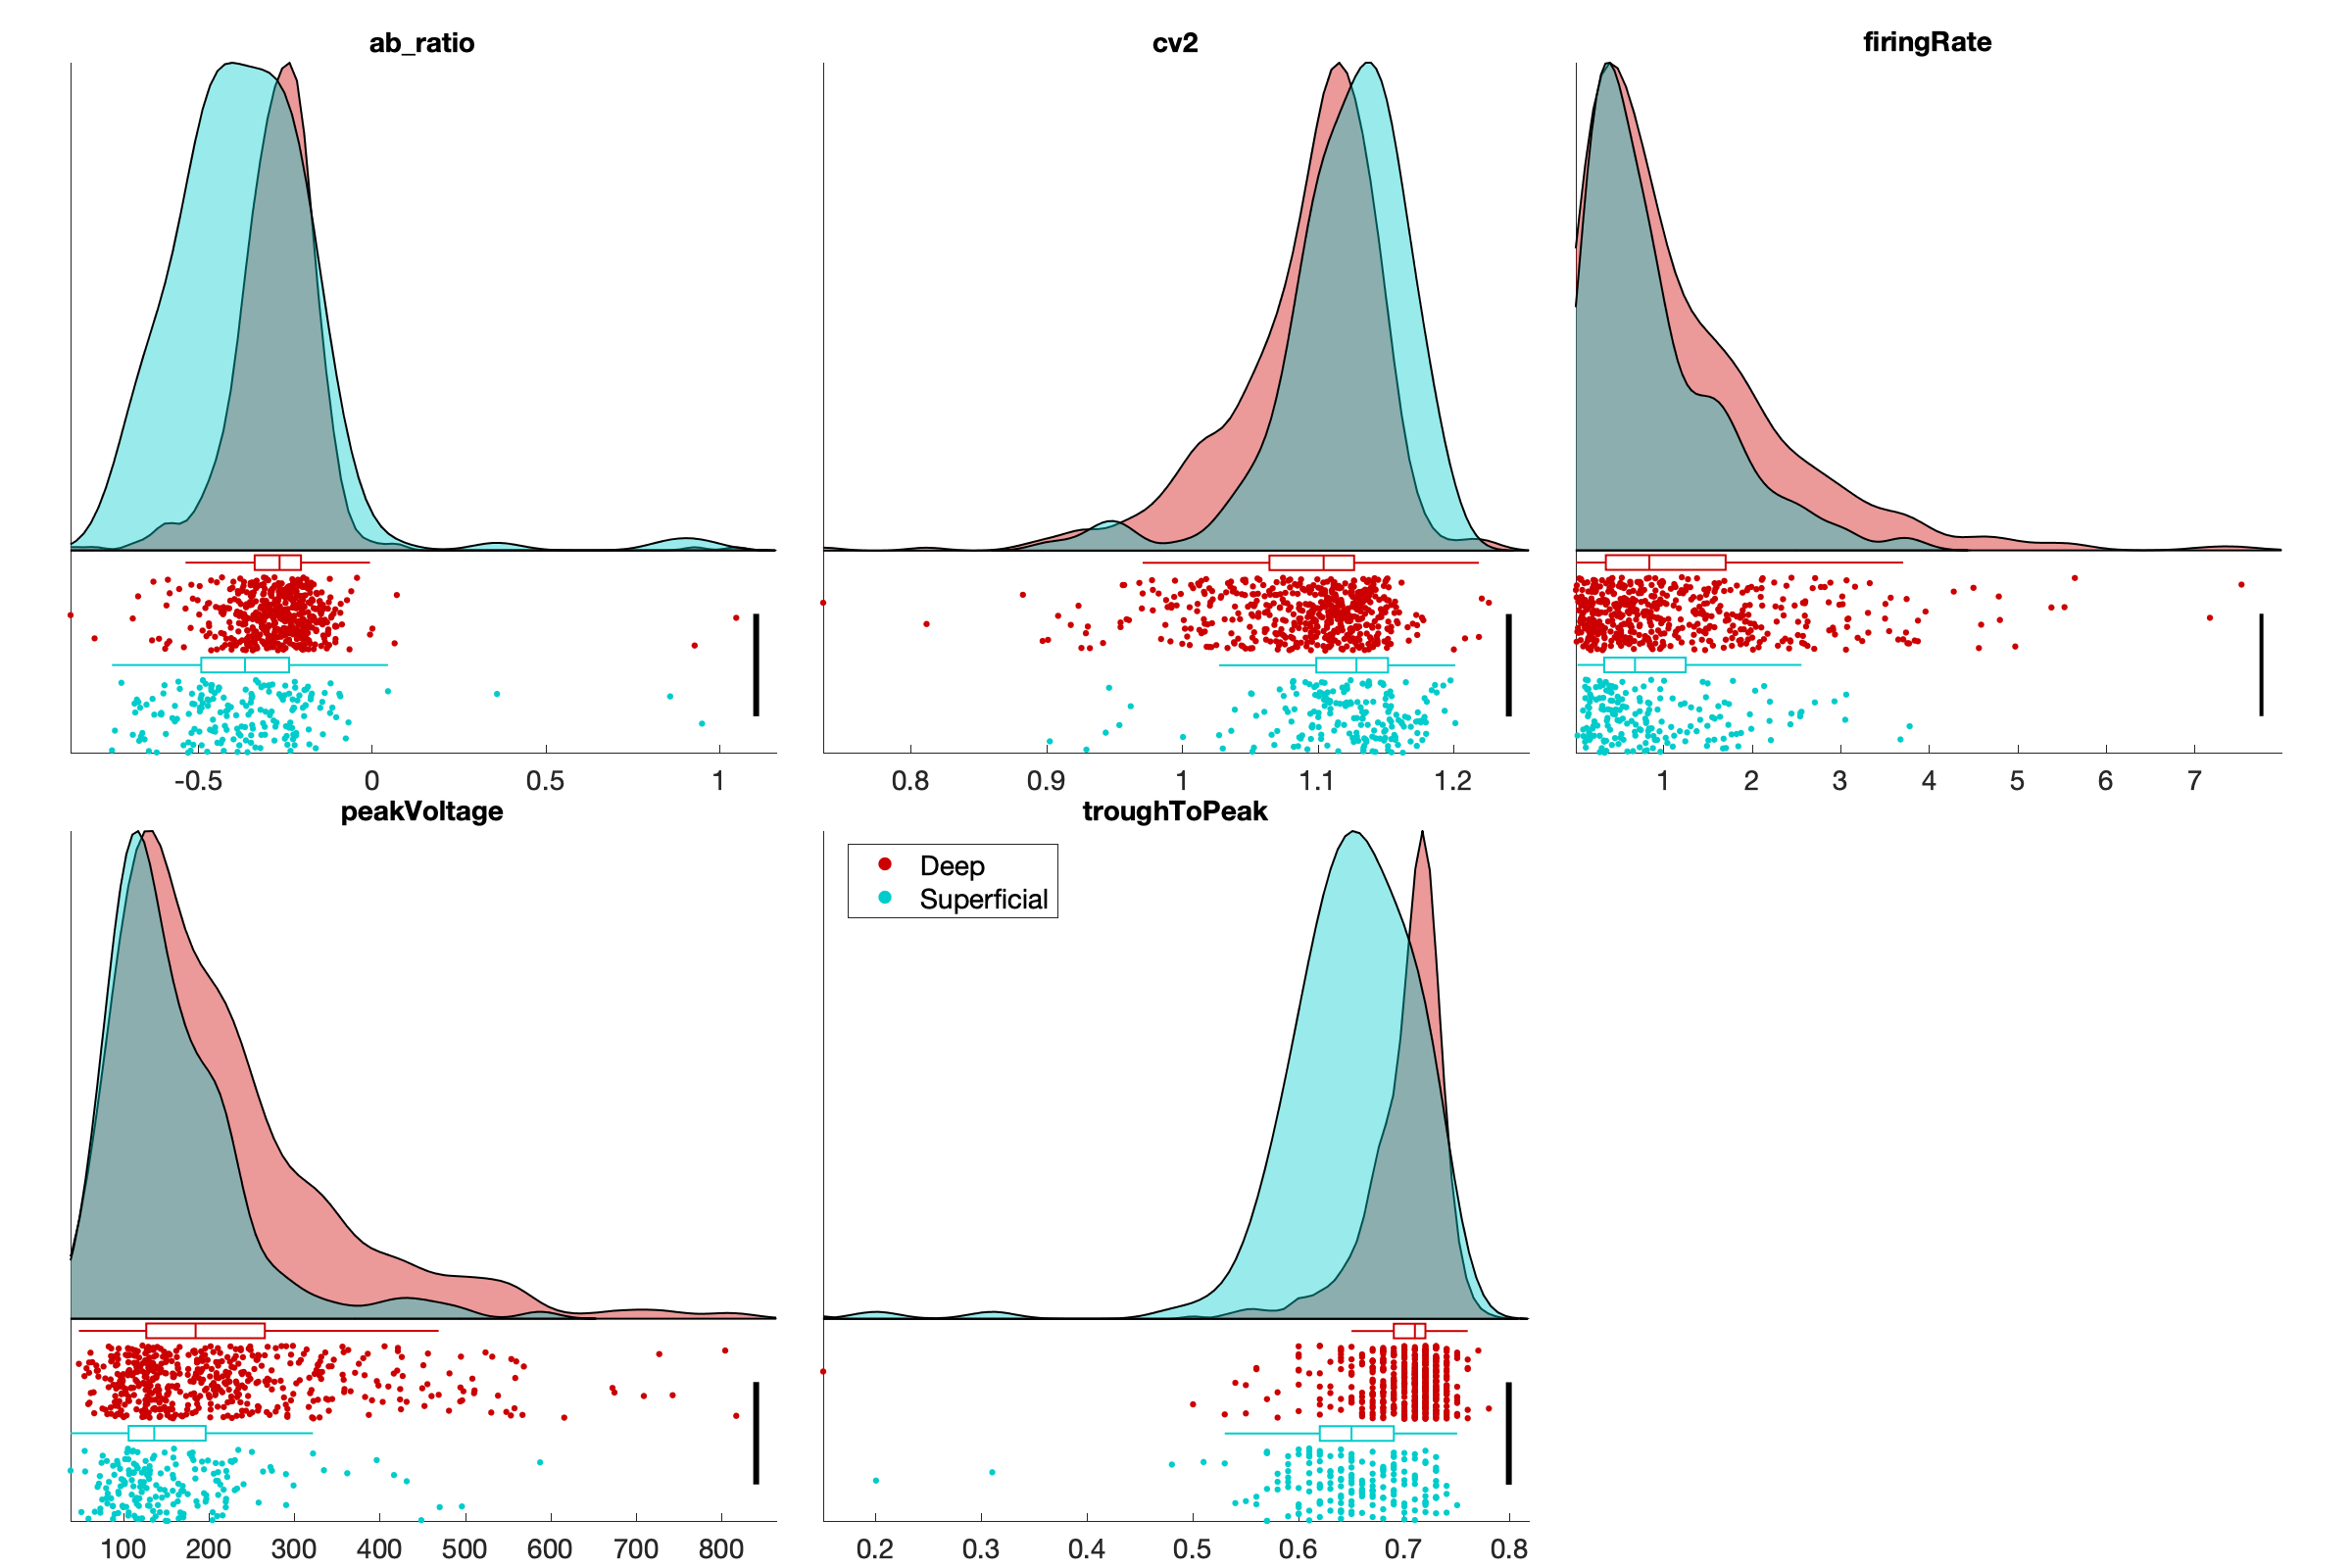 ab_ratio
cv2
firingRate
-0.5 0 0.5 1
0.8 0.9 1 1.1 1.2
1 2 3 4 5 6 7
peakVoltage
troughToPeak
Deep
Superficial
100 200 300 400 500 600 700 800
0.2 0.3 0.4 0.5 0.6 0.7 0.8